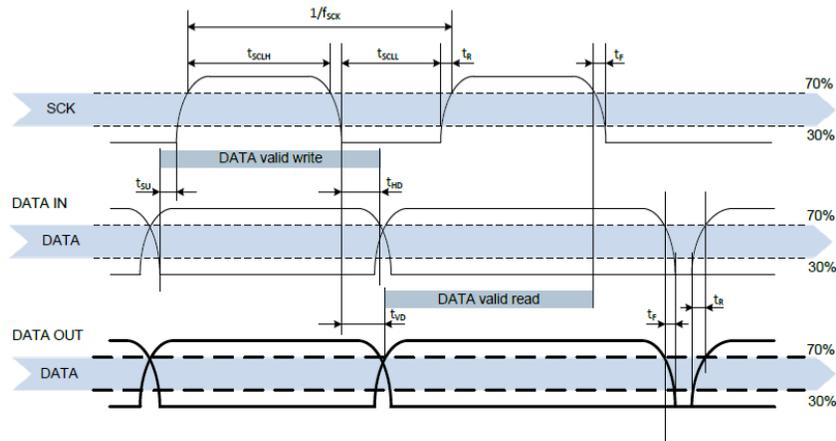 1/fSCK
tSCLH tSCLL tR tF
70%
SCK
30%
DATA valid write
tSU tHD
DATA IN
70%
DATA
30%
DATA valid read
tVD tF tR
DATA OUT
70%
DATA
30%